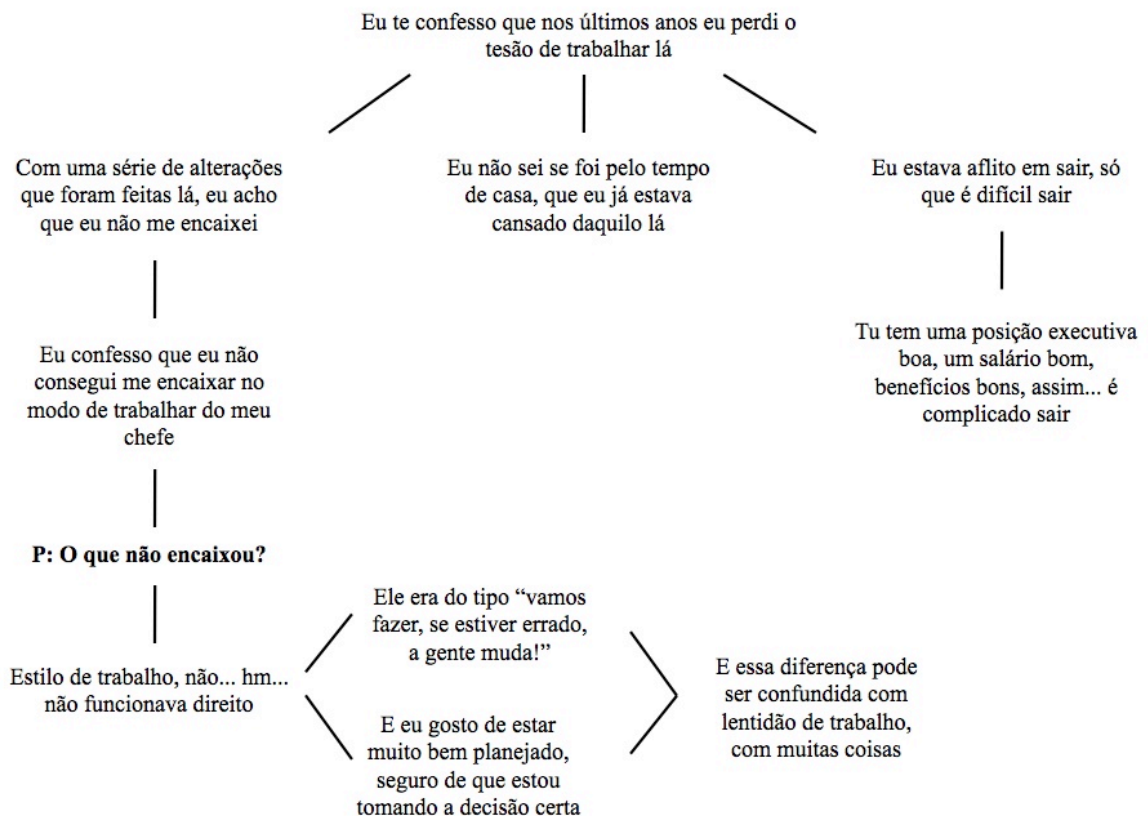 Eu te confesso que nos últimos anos eu perdi o
tesão de trabalhar lá
Com uma série de alterações
que foram feitas lá, eu acho
que eu não me encaixei
Eu não sei se foi pelo tempo
de casa, que eu já estava
cansado daquilo lá
Eu estava aflito em sair, só
que é difícil sair
Eu confesso que eu não
consegui me encaixar no
modo de trabalhar do meu
chefe
Tu tem uma posição executiva
boa, um salário bom,
benefícios bons, assim... é
complicado sair
P: O que não encaixou?
Estilo de trabalho, não... hm...
não funcionava direito
Ele era do tipo “vamos
fazer, se estiver errado,
a gente muda!”
E eu gosto de estar
muito bem planejado,
seguro de que estou
tomando a decisão certa
E essa diferença pode
ser confundida com
lentidão de trabalho,
com muitas coisas